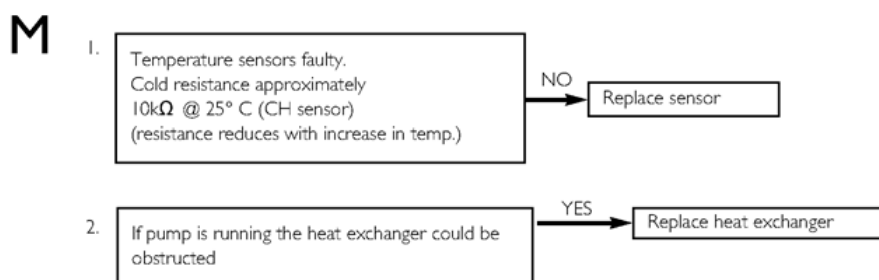 M
1.
Temperature sensors faulty.
Cold resistance approximately
10kΩ @ 25° C (CH sensor)
(resistance reduces with increase in temp.)
NO
Replace sensor
2.
If pump is running the heat exchanger could be
obstructed
YES
Replace heat exchanger